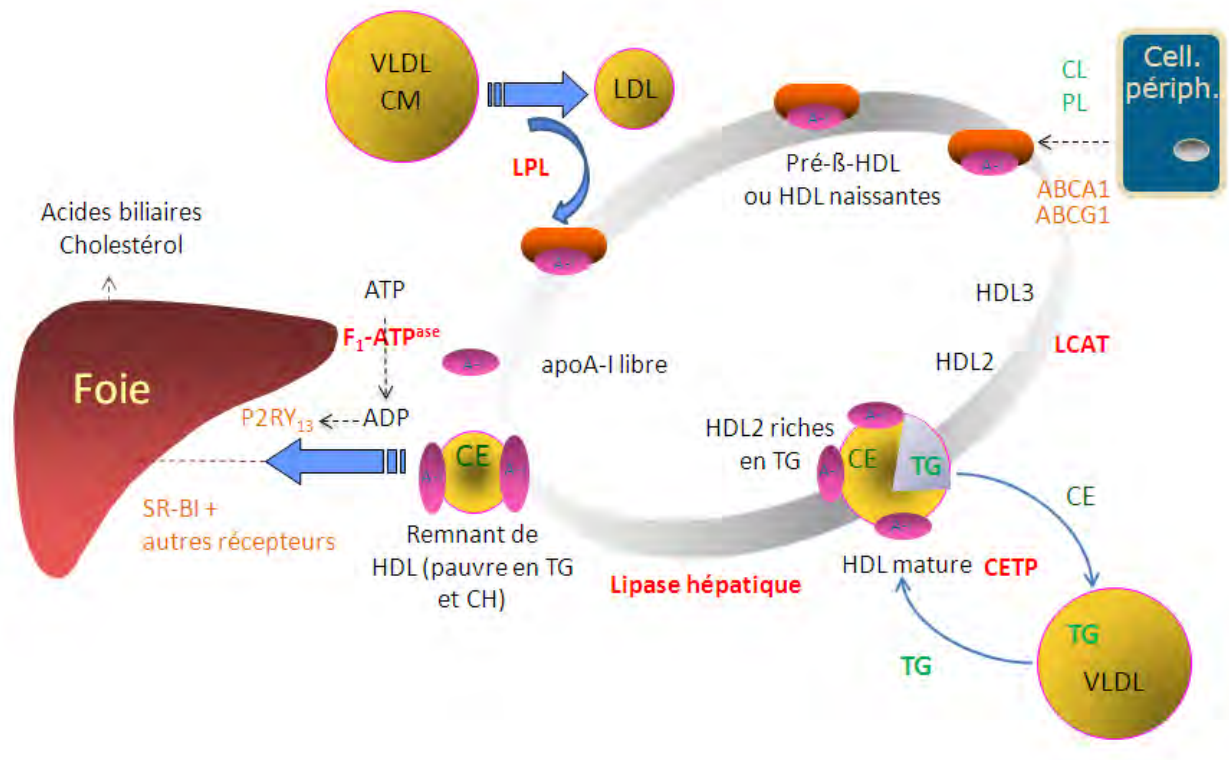 VLDL
CM
LDL
LPL
CL
PL
Cell.
périph.
A-
A-
Pré-ß-HDL
ou HDL naissantes
ABCA1
ABCG1
A-
Acides biliaires
Cholestérol
ATP
F₁-ATPᵃˢᵉ
A-
apoA-I libre
HDL3
HDL2
LCAT
Foie
P2RY₁₃
ADP
HDL2 riches
en TG
A-
A-
CE
TG
A-
CE
A-
A-
CE
SR-BI +
autres récepteurs
Remnant de
HDL (pauvre en TG
et CH)
Lipase hépatique
HDL mature
CETP
TG
TG
VLDL